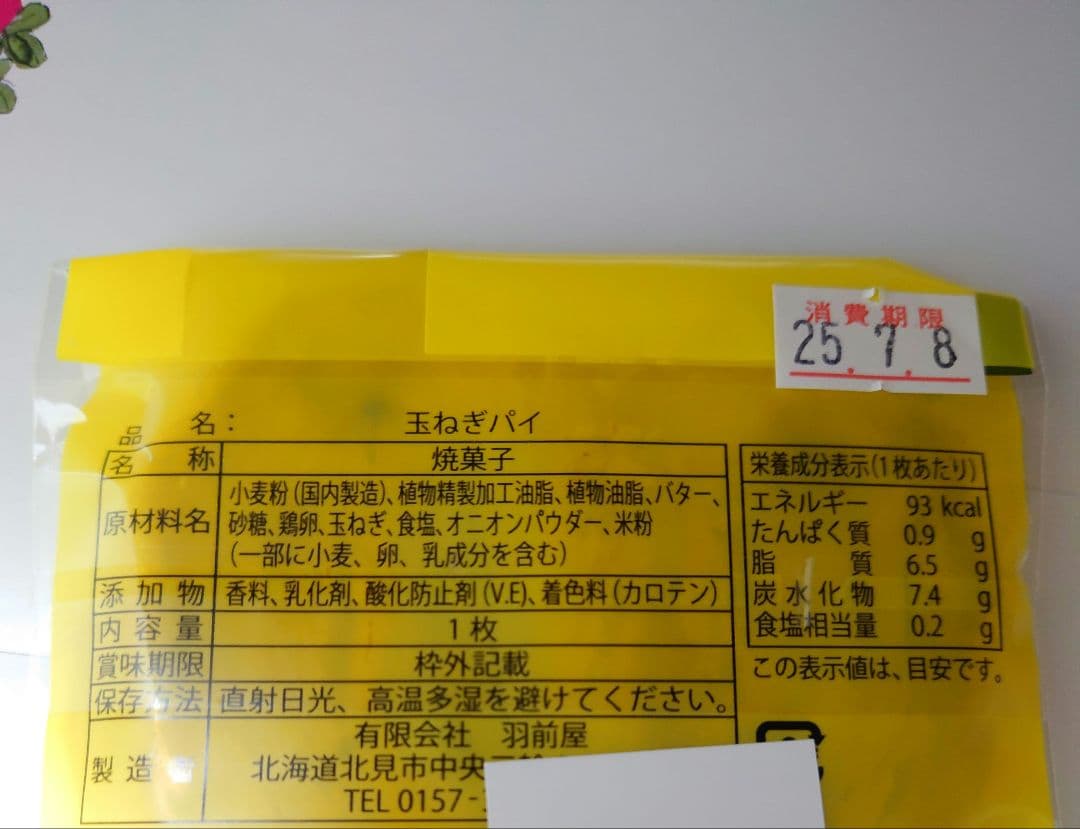 消費期限
25.7.8
品名：玉ねぎパイ
名称 焼菓子
原材料名 小麦粉（国内製造）、植物精製加工油脂、植物油脂、バター、
砂糖、鶏卵、玉ねぎ、食塩、オニオンパウダー、米粉
（一部に小麦、卵、乳成分を含む）
添加物 香料、乳化剤、酸化防止剤（V.E）、着色料（カロテン）
内容量 1枚
賞味期限 枠外記載
保存方法 直射日光、高温多湿を避けてください。
製造者 有限会社 羽前屋
北海道北見市中央
TEL 0157-
栄養成分表示（1枚あたり）
エネルギー 93 kcal
たんぱく質 0.9 g
脂質 6.5 g
炭水化物 7.4 g
食塩相当量 0.2 g
この表示値は、目安です。